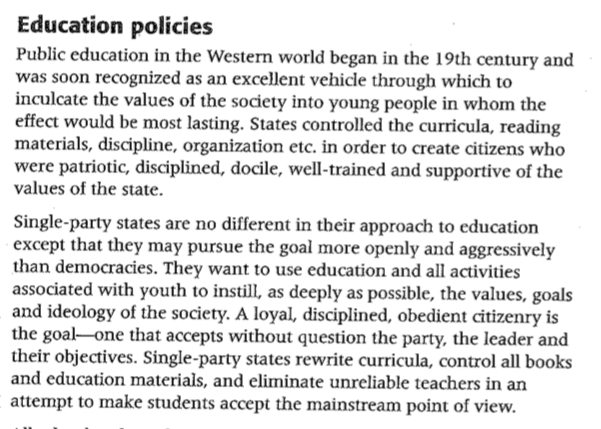 Education policies
Public education in the Western world began in the 19th century and
was soon recognized as an excellent vehicle through which to
inculcate the values of the society into young people in whom the
effect would be most lasting. States controlled the curricula, reading
materials, discipline, organization etc. in order to create citizens who
were patriotic, disciplined, docile, well-trained and supportive of the
values of the state.
Single-party states are no different in their approach to education
except that they may pursue the goal more openly and aggressively
than democracies. They want to use education and all activities
associated with youth to instill, as deeply as possible, the values, goals
and ideology of the society. A loyal, disciplined, obedient citizenry is
the goal—one that accepts without question the party, the leader and
their objectives. Single-party states rewrite curricula, control all books
and education materials, and eliminate unreliable teachers in an
attempt to make students accept the mainstream point of view.